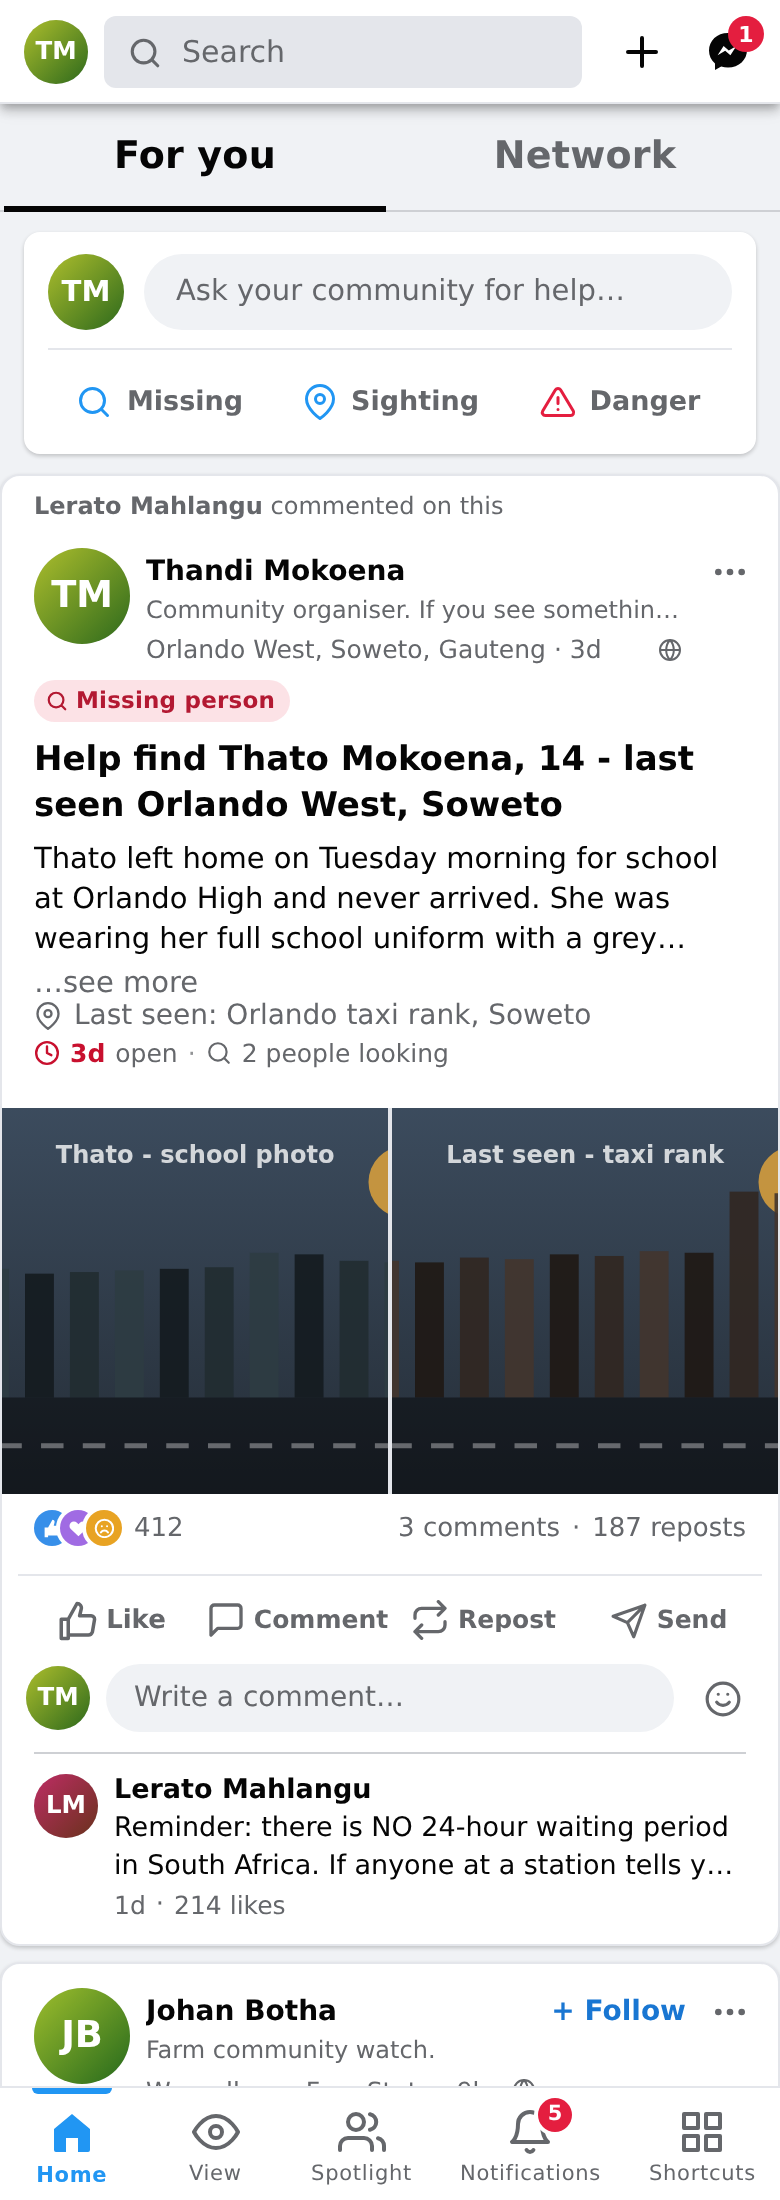 TM
Search
1
For you
Network
TM
Ask your community for help...
Missing
Sighting
Danger
Lerato Mahlangu commented on this
TM
Thandi Mokoena
Community organiser. If you see somethin...
Orlando West, Soweto, Gauteng · 3d
Missing person
Help find Thato Mokoena, 14 - last
seen Orlando West, Soweto
Thato left home on Tuesday morning for school
at Orlando High and never arrived. She was
wearing her full school uniform with a grey...
...see more
Last seen: Orlando taxi rank, Soweto
3d open · 2 people looking
Thato - school photo
Last seen - taxi rank
412
3 comments · 187 reposts
Like
Comment
Repost
Send
TM
Write a comment...
LM
Lerato Mahlangu
Reminder: there is NO 24-hour waiting period
in South Africa. If anyone at a station tells y...
1d · 214 likes
JB
Johan Botha
+ Follow
Farm community watch.
Home
View
Spotlight
5
Notifications
Shortcuts